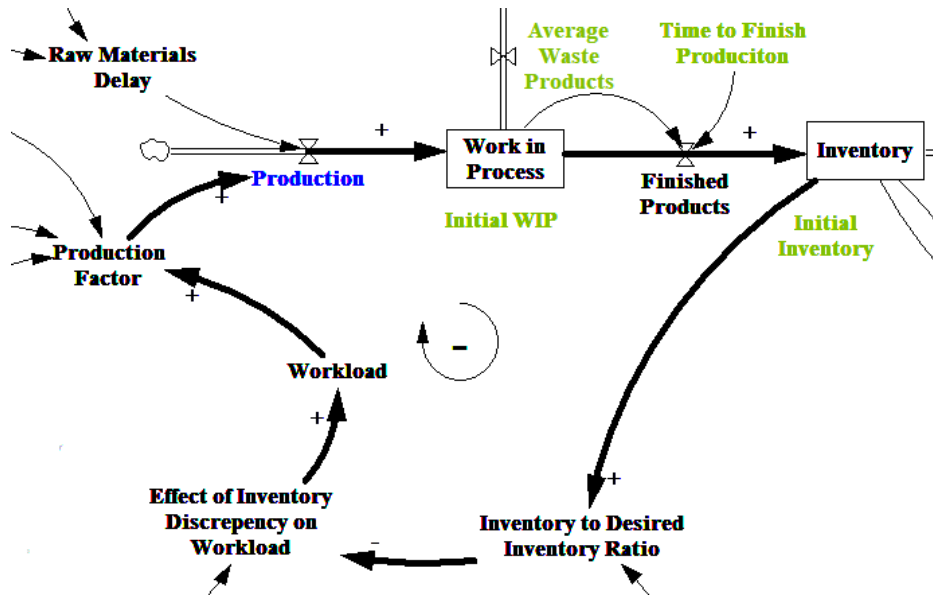 Raw Materials
Delay
Average
Waste
Products
Time to Finish
Produciton
+
Work in
Process
+
Inventory
Production
Finished
Products
+
Initial WIP
Initial
Inventory
Production
Factor
+
−
Workload
+
+
Effect of Inventory
Discrepency on
Workload
Inventory to Desired
Inventory Ratio
-